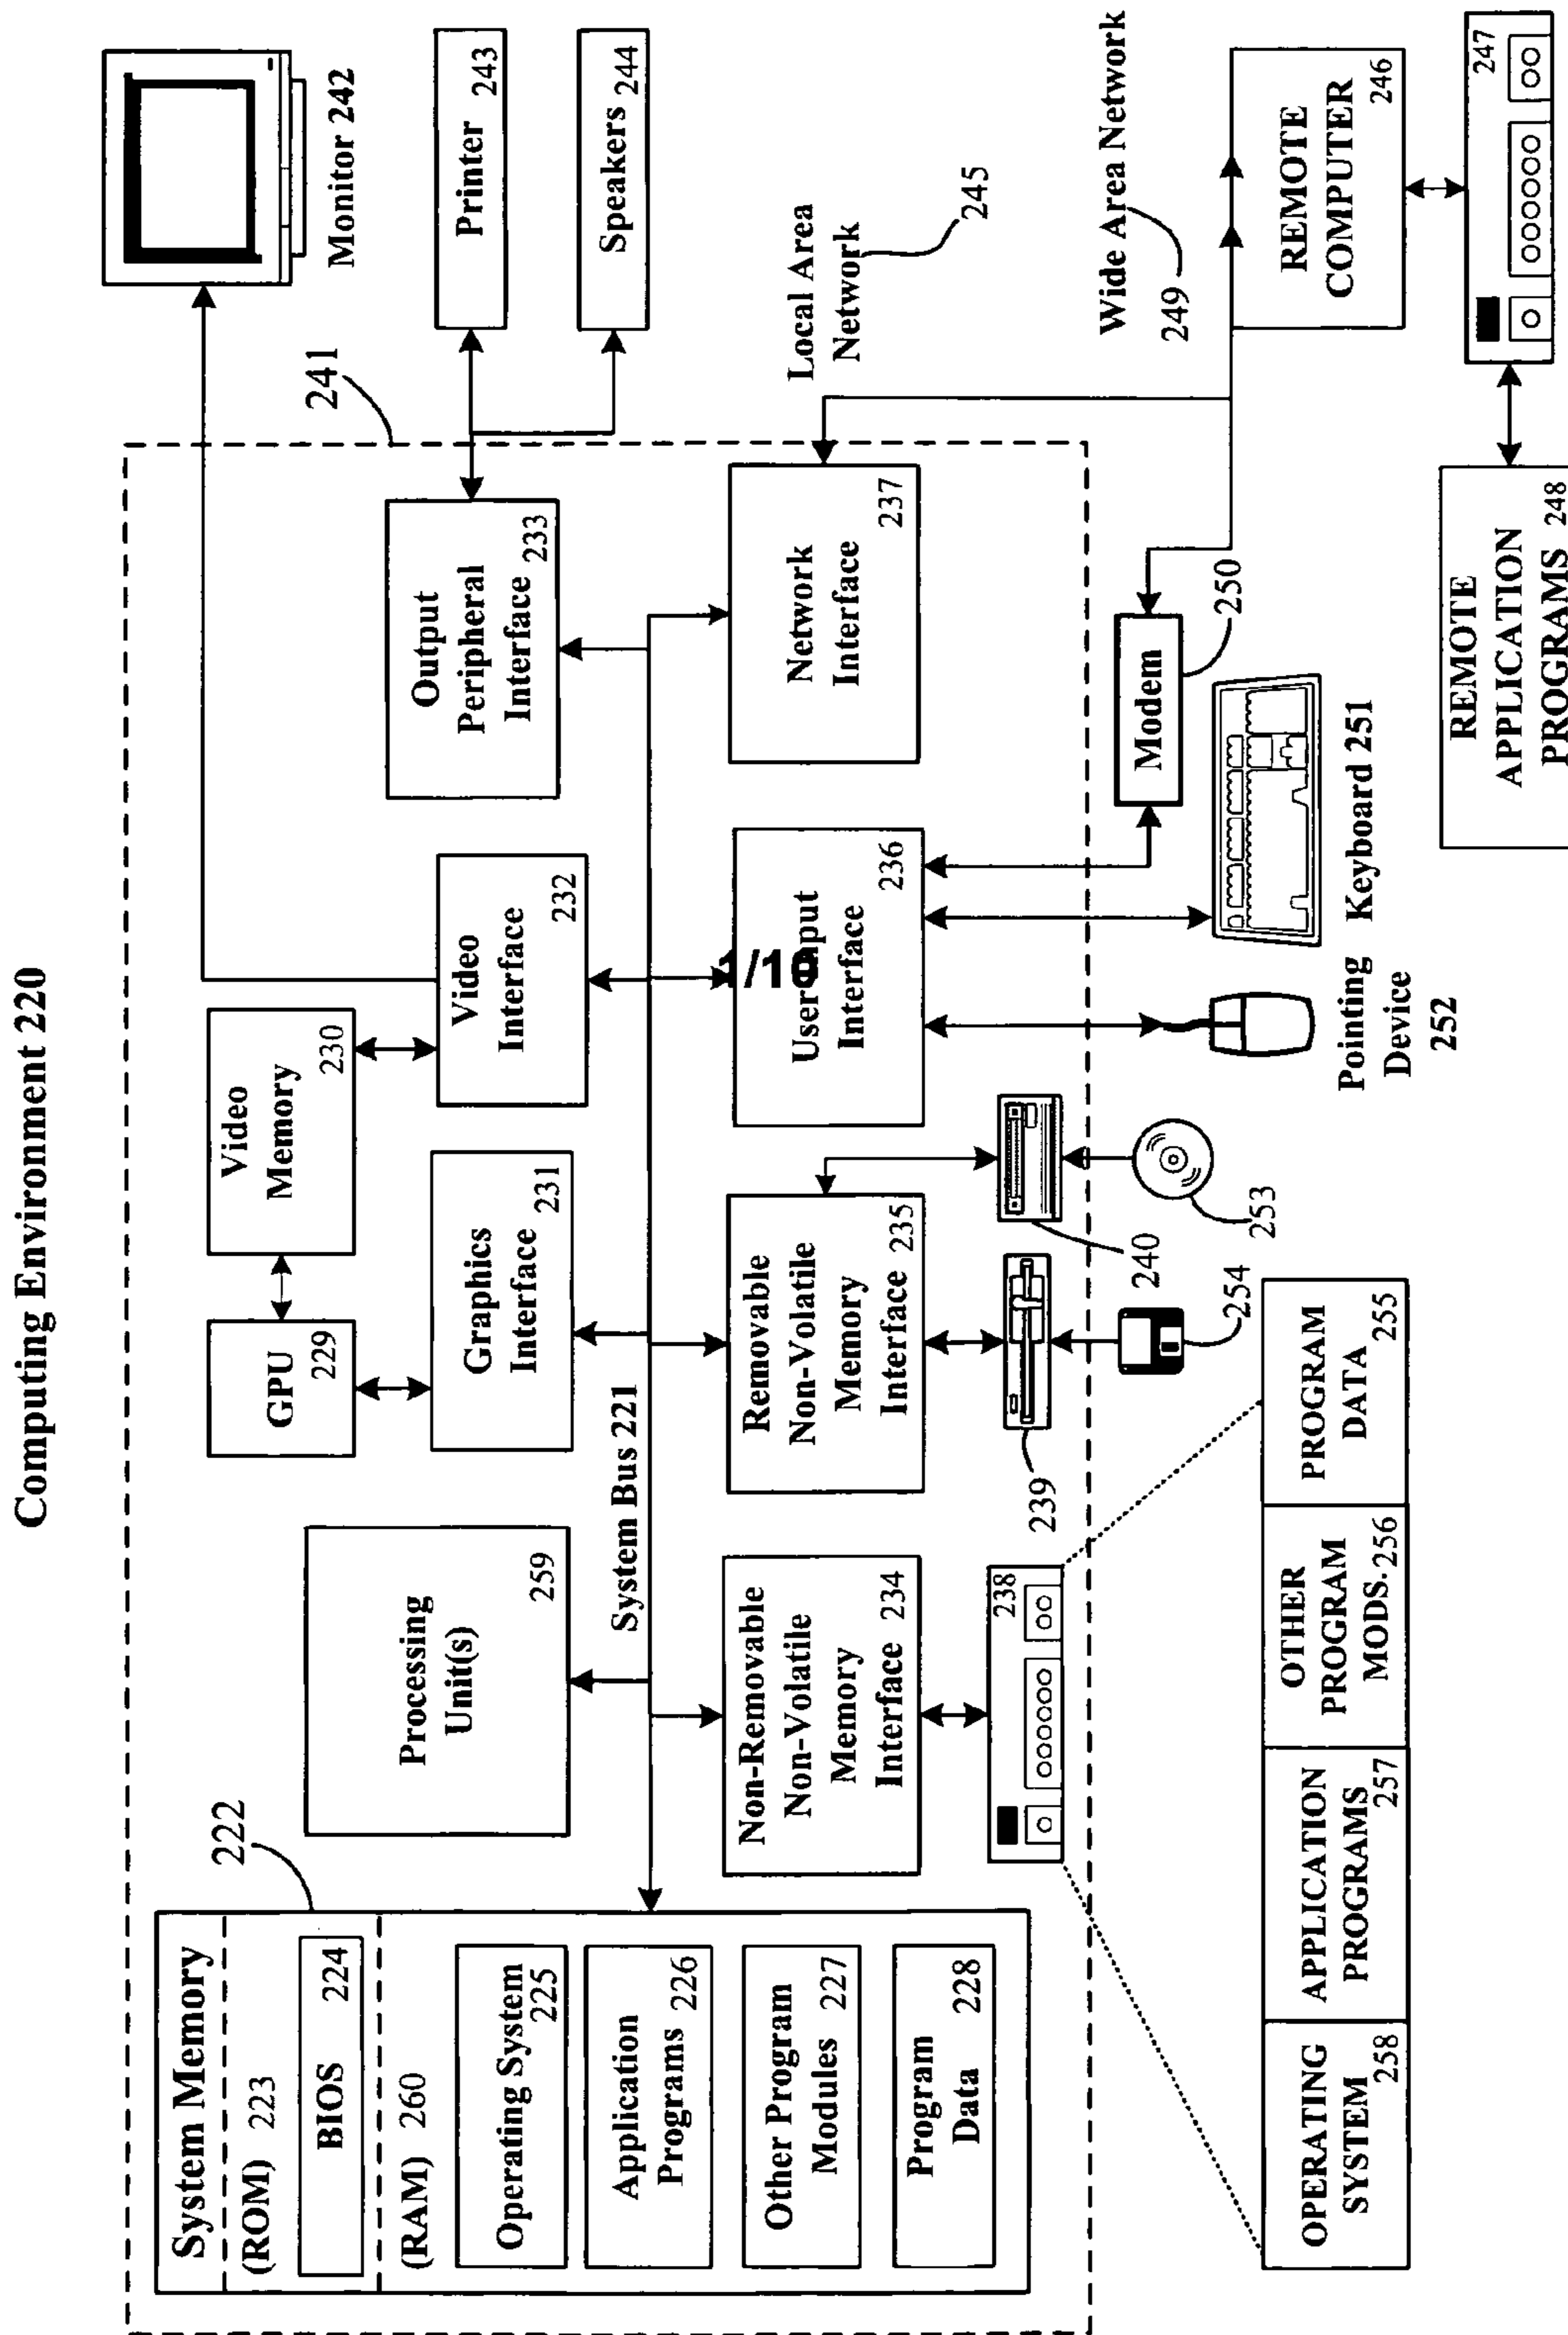 Computing Environment 220
System Memory
(ROM) 223
BIOS 224
(RAM) 260
Operating System
225
Application
Programs 226
Other Program
Modules 227
Program
Data 228
222
Processing
Unit(s)
259
System Bus 221
GPU
229
Video
Memory
230
Graphics
Interface
231
Video
Interface
232
Output
Peripheral
Interface 233
241
Monitor 242
Printer 243
Speakers 244
Non-Removable
Non-Volatile
Memory
Interface 234
Removable
Non-Volatile
Memory
Interface 235
User Input
Interface
236
1/10
Network
Interface
237
Local Area
Network
245
238
239
240
254
253
Pointing
Device
252
Keyboard 251
Modem
250
Wide Area Network
249
REMOTE
COMPUTER
246
247
REMOTE
APPLICATION
PROGRAMS 248
OPERATING
SYSTEM
258
APPLICATION
PROGRAMS
257
OTHER
PROGRAM
MODS. 256
PROGRAM
DATA
255